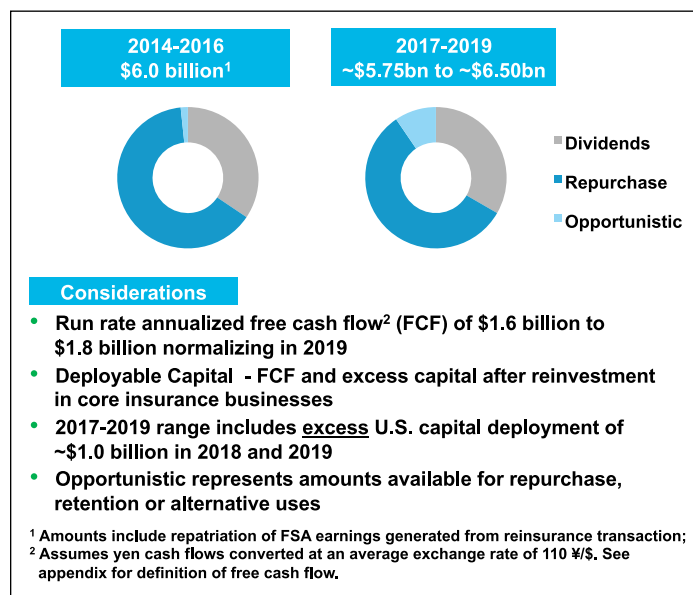 2014-2016
$6.0 billion¹
2017-2019
~$5.75bn to ~$6.50bn
Dividends
Repurchase
Opportunistic
Considerations
• Run rate annualized free cash flow² (FCF) of $1.6 billion to
$1.8 billion normalizing in 2019
• Deployable Capital - FCF and excess capital after reinvestment
in core insurance businesses
• 2017-2019 range includes excess U.S. capital deployment of
~$1.0 billion in 2018 and 2019
• Opportunistic represents amounts available for repurchase,
retention or alternative uses
¹ Amounts include repatriation of FSA earnings generated from reinsurance transaction;
² Assumes yen cash flows converted at an average exchange rate of 110 ¥/$. See
appendix for definition of free cash flow.